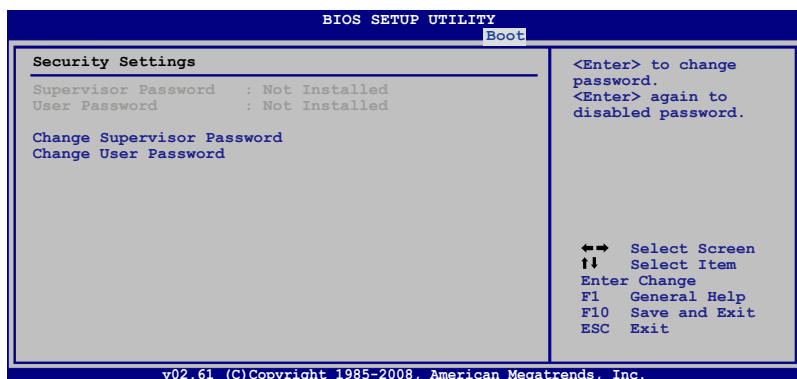 BIOS SETUP UTILITY
Boot
Security Settings
Supervisor Password : Not Installed
User Password : Not Installed
Change Supervisor Password
Change User Password
<Enter> to change
password.
<Enter> again to
disabled password.
←→ Select Screen
↑↓ Select Item
Enter Change
F1 General Help
F10 Save and Exit
ESC Exit
v02.61 (C)Copyright 1985-2008, American Megatrends, Inc.